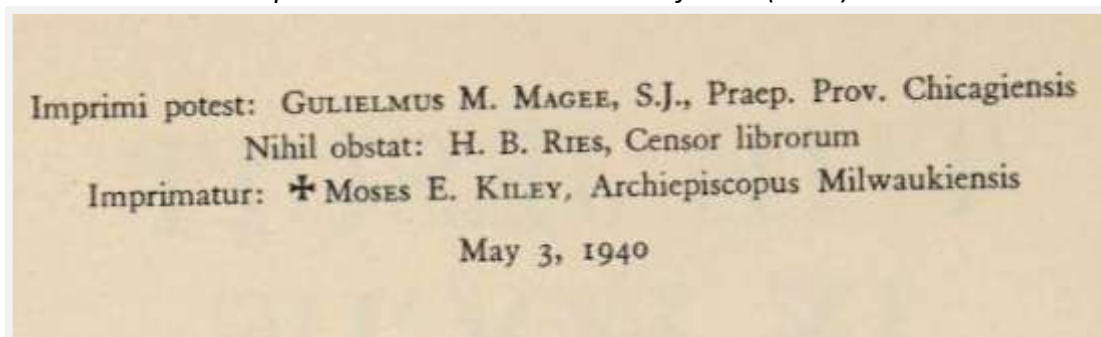 Imprimi potest: GULIELMUS M. MAGEE, S.J., Praep. Prov. Chicagiensis
Nihil obstat: H. B. RIES, Censor librorum
Imprimatur: ✠ MOSES E. KILEY, Archiepiscopus Milwaukiensis
May 3, 1940